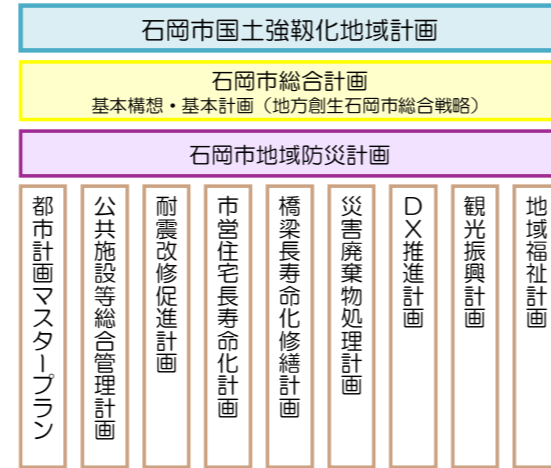 石岡市国土強靱化地域計画
石岡市総合計画
基本構想・基本計画（地方創生石岡市総合戦略）
石岡市地域防災計画
都市計画マスタープラン
公共施設等総合管理計画
耐震改修促進計画
市営住宅長寿命化計画
橋梁長寿命化修繕計画
災害廃棄物処理計画
DX推進計画
観光振興計画
地域福祉計画